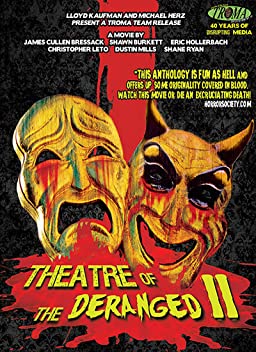 LLOYD KAUFMAN AND MICHAEL HERZ
PRESENT A TROMA TEAM RELEASE
A MOVIE BY
JAMES CULLEN BRESSACK SHAWN BURKETT ERIC HOLLERBACH
CHRISTOPHER LETO DUSTIN MILLS SHANE RYAN
TROMA
40 YEARS OF
DISRUPTING MEDIA
"THIS ANTHOLOGY IS FUN AS HELL AND
OFFERS UP SOME ORIGINALITY COVERED IN BLOOD.
WATCH THIS MOVIE OR DIE AN EXCRUCIATING DEATH!
HORRORSOCIETY.COM
THEATRE OF
THE DERANGED II